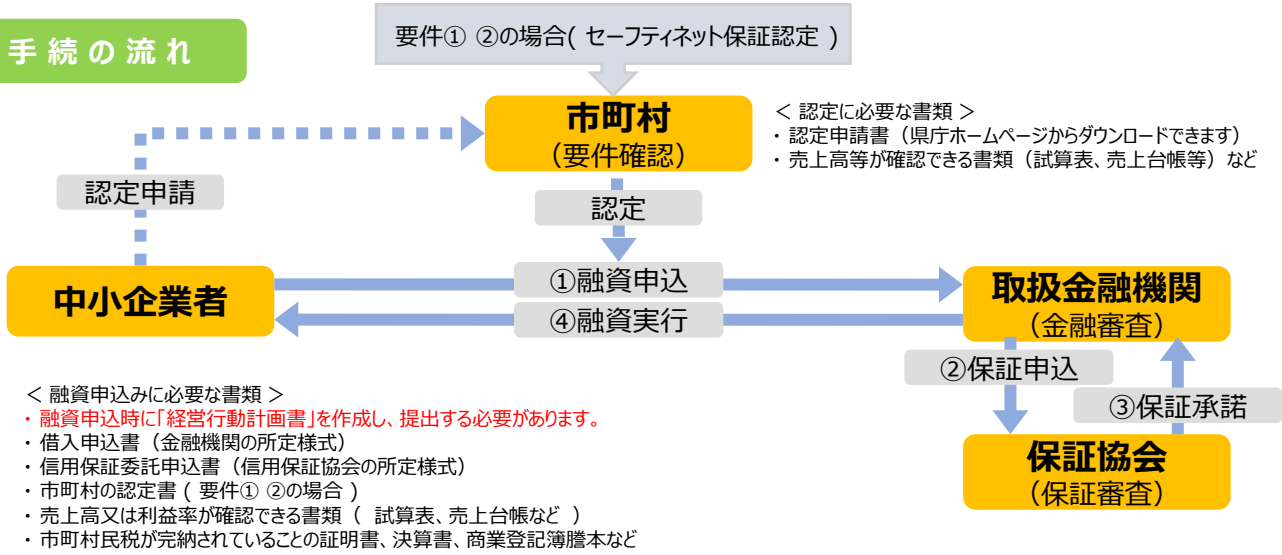 手続の流れ
要件① ②の場合( セーフティネット保証認定 )
市町村
（要件確認）
＜ 認定に必要な書類 ＞
・ 認定申請書（県庁ホームページからダウンロードできます）
・ 売上高等が確認できる書類（試算表、売上台帳等）など
認定申請
認定
中小企業者
①融資申込
④融資実行
取扱金融機関
（金融審査）
②保証申込
③保証承諾
保証協会
（保証審査）
＜ 融資申込みに必要な書類 ＞
・ 融資申込時に「経営行動計画書」を作成し、提出する必要があります。
・ 借入申込書（金融機関の所定様式）
・ 信用保証委託申込書（信用保証協会の所定様式）
・ 市町村の認定書 ( 要件① ②の場合 )
・ 売上高又は利益率が確認できる書類（ 試算表、売上台帳など ）
・ 市町村民税が完納されていることの証明書、決算書、商業登記簿謄本など